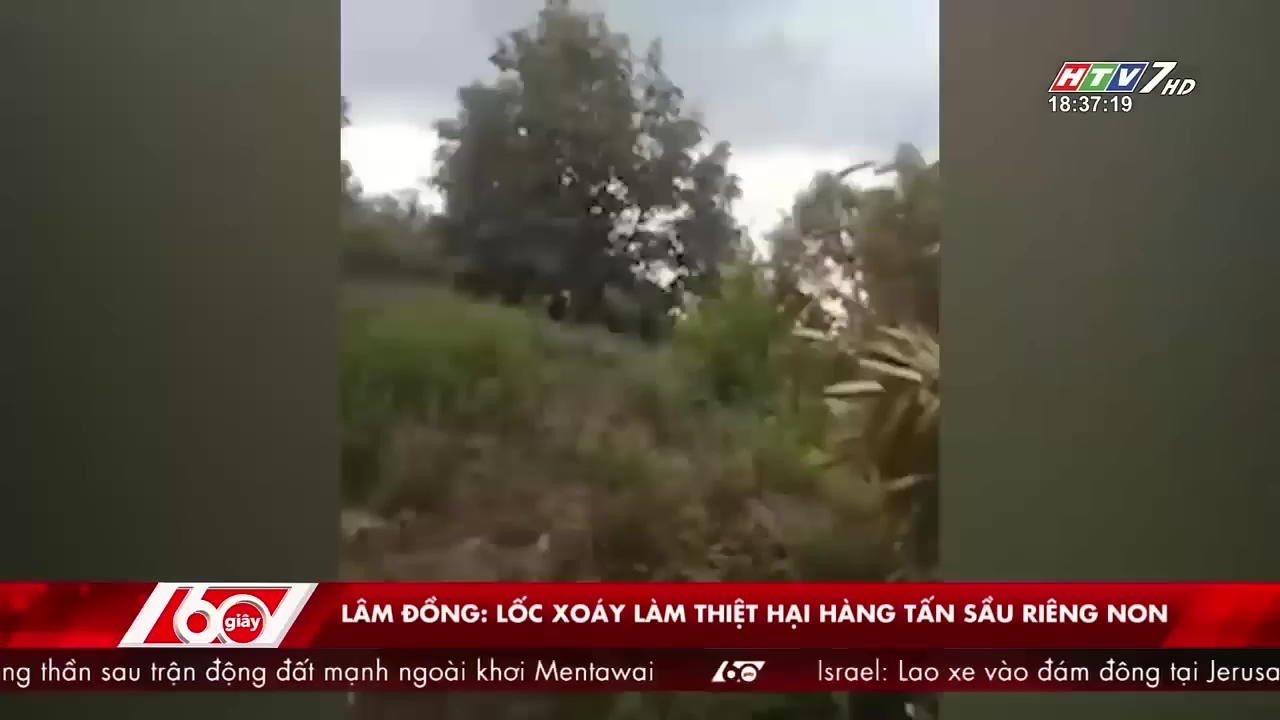 HTV7 HD
18:37:19
60 giây
LÂM ĐỒNG: LỐC XOÁY LÀM THIỆT HẠI HÀNG TẤN SẦU RIÊNG NON
ng thần sau trận động đất mạnh ngoài khơi Mentawai 60 giây Israel: Lao xe vào đám đông tại Jerusa